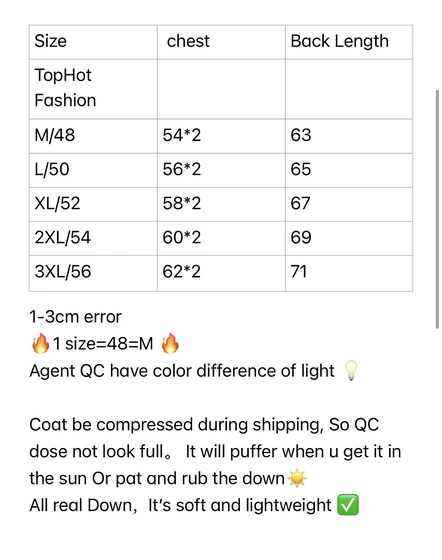 Size chest Back Length
TopHot
Fashion
M/48 54*2 63
L/50 56*2 65
XL/52 58*2 67
2XL/54 60*2 69
3XL/56 62*2 71
1-3cm error
🔥1 size=48=M 🔥
Agent QC have color difference of light 💡
Coat be compressed during shipping, So QC
dose not look full。 It will puffer when u get it in
the sun Or pat and rub the down☀️
All real Down，It's soft and lightweight ✅